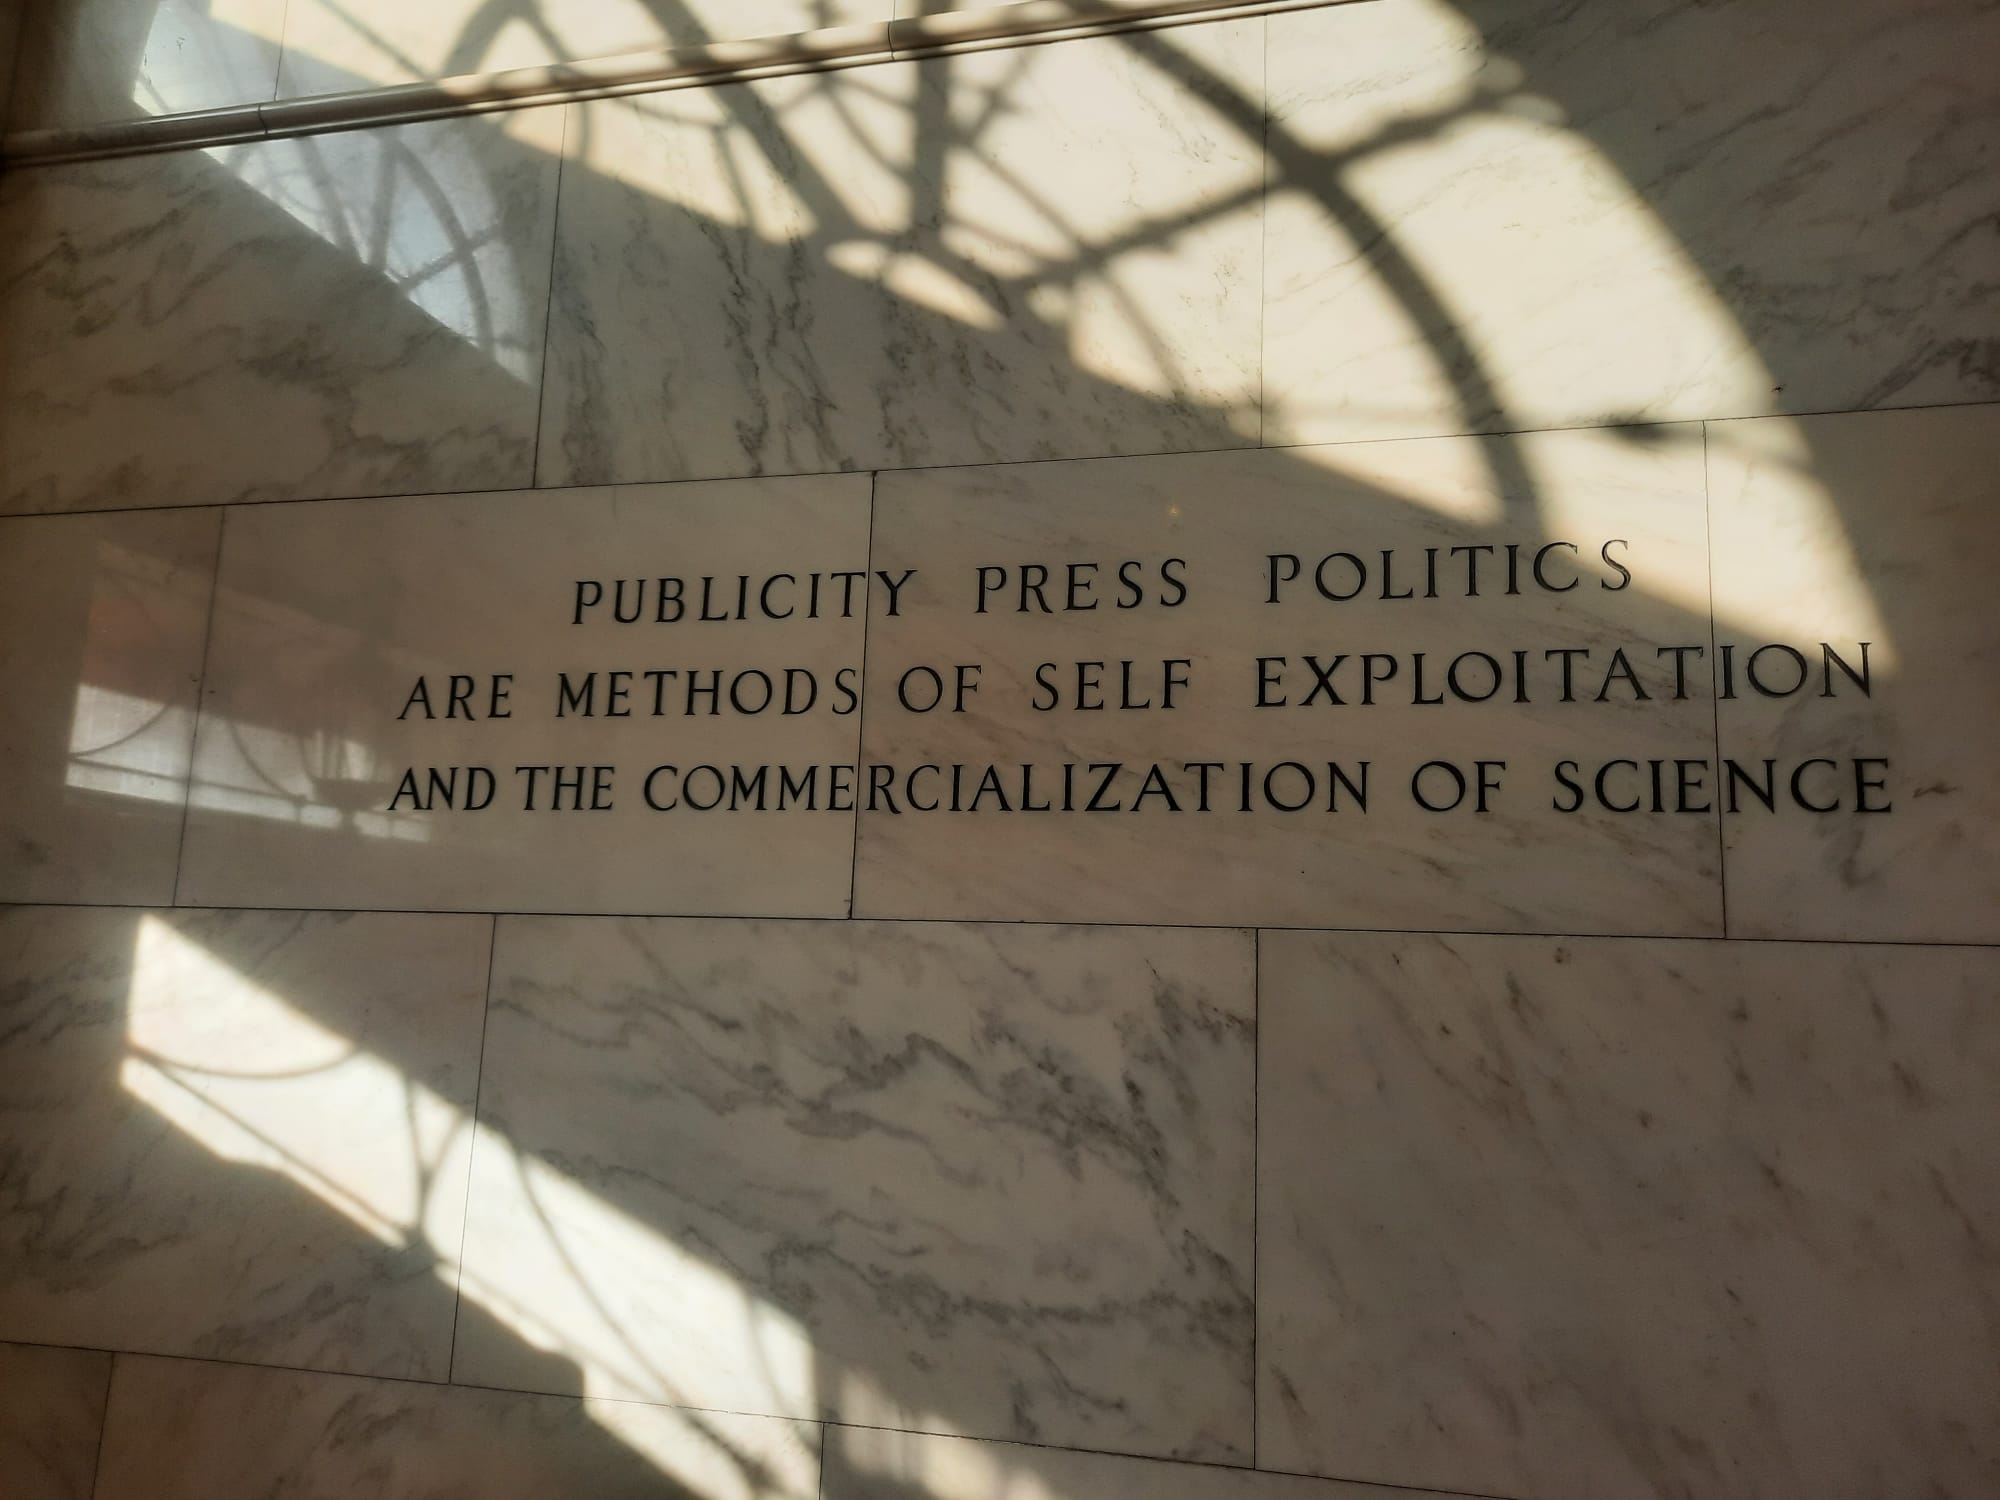 PUBLICITY PRESS POLITICS
ARE METHODS OF SELF EXPLOITATION
AND THE COMMERCIALIZATION OF SCIENCE